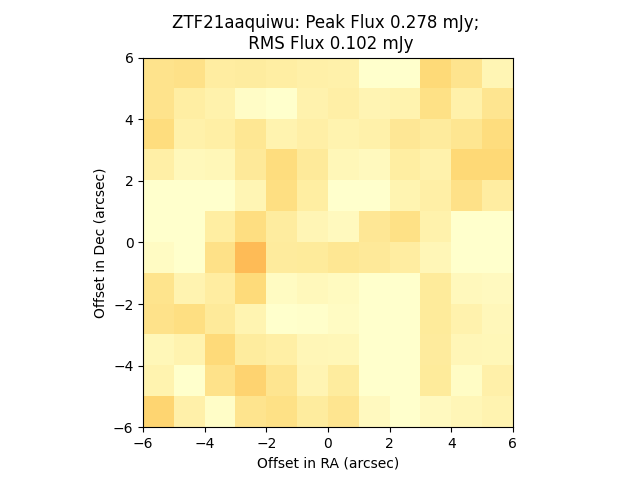 ZTF21aaquiwu: Peak Flux 0.278 mJy;
RMS Flux 0.102 mJy
6
4
2
0
−2
−4
−6
Offset in Dec (arcsec)
−6 −4 −2 0 2 4 6
Offset in RA (arcsec)